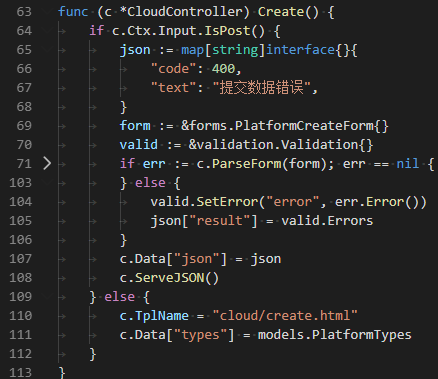 63 func (c *CloudController) Create() {
64 if c.Ctx.Input.IsPost() {
65 json := map[string]interface{}{
66 "code": 400,
67 "text": "提交数据错误",
68 }
69 form := &forms.PlatformCreateForm{}
70 valid := &validation.Validation{}
71 if err := c.ParseForm(form); err == nil {
103 } else {
104 valid.SetError("error", err.Error())
105 json["result"] = valid.Errors
106 }
107 c.Data["json"] = json
108 c.ServeJSON()
109 } else {
110 c.TplName = "cloud/create.html"
111 c.Data["types"] = models.PlatformTypes
112 }
113 }